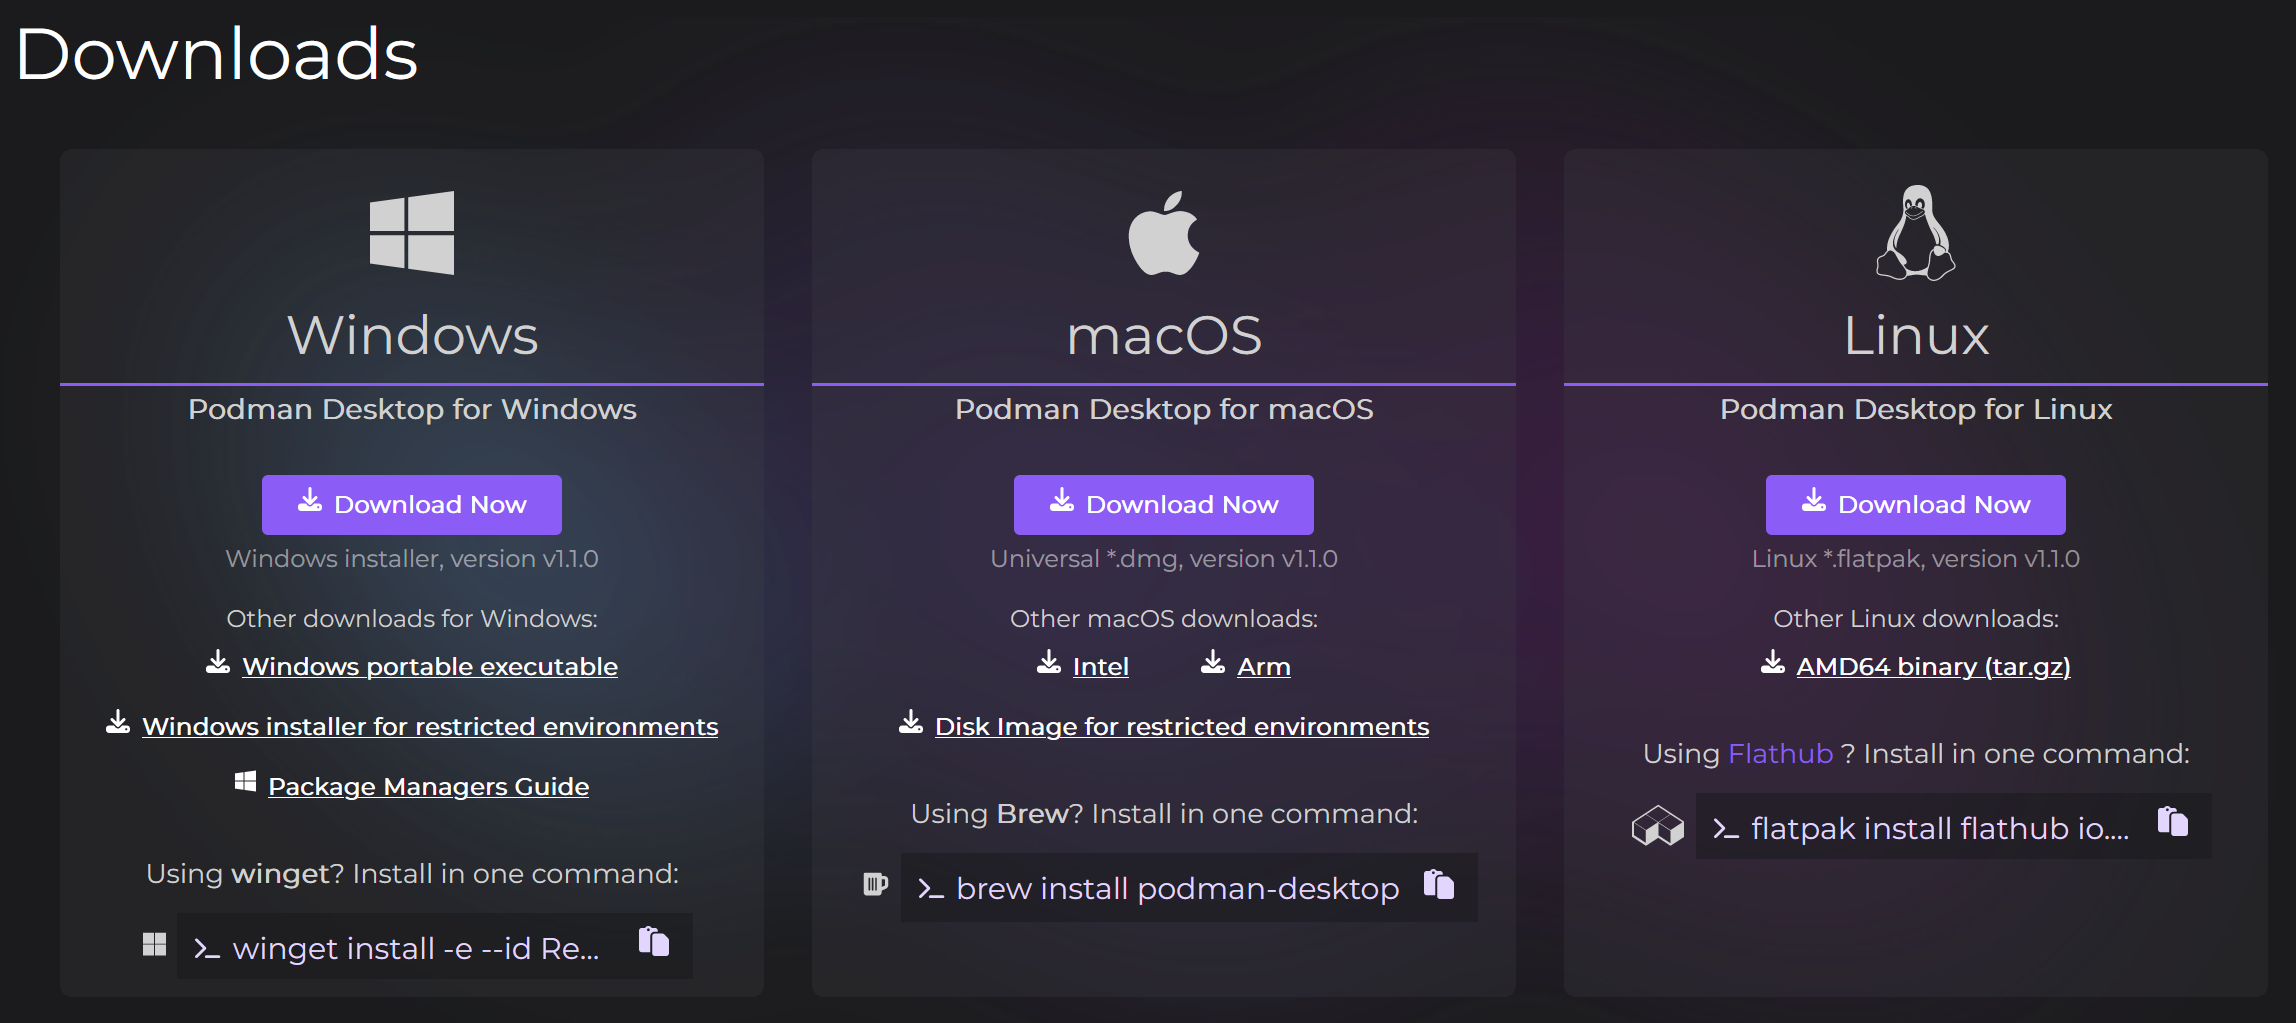 Downloads
Windows
Podman Desktop for Windows
Download Now
Windows installer, version v1.1.0
Other downloads for Windows:
Windows portable executable
Windows installer for restricted environments
Package Managers Guide
Using winget? Install in one command:
winget install -e --id Re...
macOS
Podman Desktop for macOS
Download Now
Universal *.dmg, version v1.1.0
Other macOS downloads:
Intel Arm
Disk Image for restricted environments
Using Brew? Install in one command:
brew install podman-desktop
Linux
Podman Desktop for Linux
Download Now
Linux *.flatpak, version v1.1.0
Other Linux downloads:
AMD64 binary (tar.gz)
Using Flathub ? Install in one command:
flatpak install flathub io....